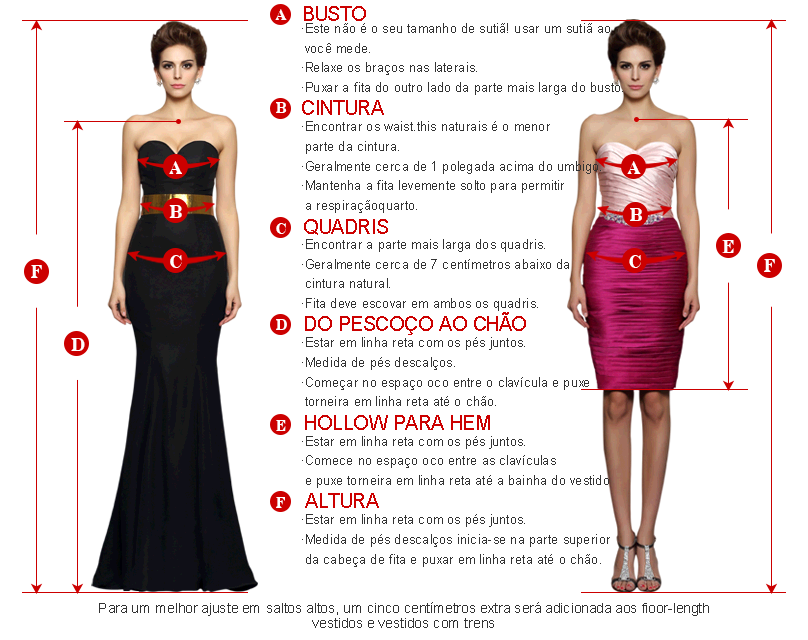 A BUSTO
·Este não é o seu tamanho de sutiã! usar um sutiã ao
você mede.
·Relaxe os braços nas laterais.
·Puxar a fita do outro lado da parte mais larga do busto
B CINTURA
·Encontrar os waist.this naturais é o menor
parte da cintura.
·Geralmente cerca de 1 polegada acima do umbigo
·Mantenha a fita levemente solto para permitir
a respiraçãoquarto.
C QUADRIS
·Encontrar a parte mais larga dos quadris.
·Geralmente cerca de 7 centímetros abaixo da
cintura natural.
·Fita deve escovar em ambos os quadris.
D DO PESCOÇO AO CHÃO
·Estar em linha reta com os pés juntos.
·Medida de pés descalços.
·Começar no espaço oco entre o clavícula e puxe
torneira em linha reta até o chão.
E HOLLOW PARA HEM
·Estar em linha reta com os pés juntos.
·Comece no espaço oco entre as clavículas
e puxe torneira em linha reta até a bainha do vestido
F ALTURA
·Estar em linha reta com os pés juntos.
·Medida de pés descalços inicia-se na parte superior
da cabeça de fita e puxar em linha reta até o chão.
A
B
C
D
F
A
B
C
E
F
Para um melhor ajuste em saltos altos, um cinco centímetros extra será adicionada aos floor-length
vestidos e vestidos com trens